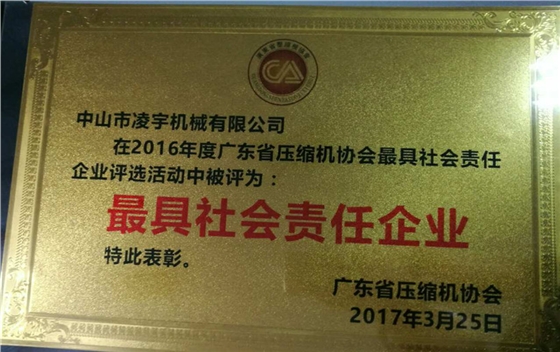 CA
中山市凌宇机械有限公司
在2016年度广东省压缩机协会最具社会责任
企业评选活动中被评为：
最具社会责任企业
特此表彰。
广东省压缩机协会
2017年3月25日